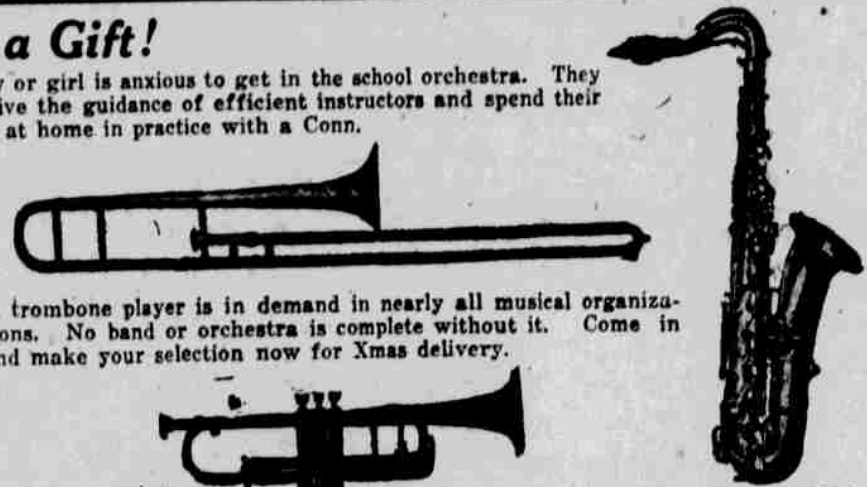 a Gift!
or girl is anxious to get in the school orchestra. They
ive the guidance of efficient instructors and spend their
at home in practice with a Conn.
trombone player is in demand in nearly all musical organiza-
ons. No band or orchestra is complete without it. Come in
nd make your selection now for Xmas delivery.